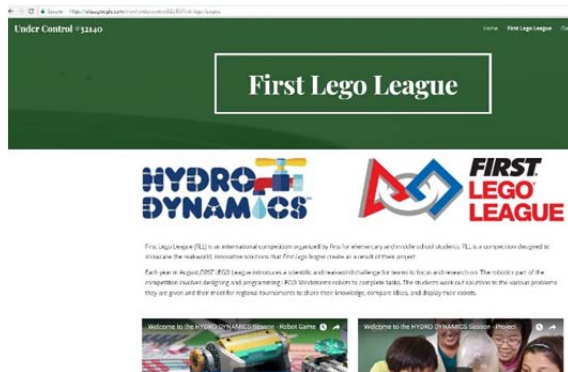 Secure
Under Control #32140
Home First Lego League
First Lego League
HYDRO
DYNAMICS
FIRST
LEGO
LEAGUE
First Lego League (FLL) is an international competition organized by first for elementary and middle school students. FLL is a competition designed to
showcase the real-world, innovative solutions that First Lego league create as a result of their project.
Each year in August FIRST LEGO League introduces a scientific and real-world challenge for teams to focus and research on. The robotics part of the
competition involves designing and programming LEGO Mindstorms robots to complete tasks. The students work out solutions to the various problems
they are given and then meet for regional tournaments to share their knowledge, compare ideas, and display their robots.
Welcome to the HYDRO DYNAMICS Season - Robot Game
Welcome to the HYDRO DYNAMICS Season - Project